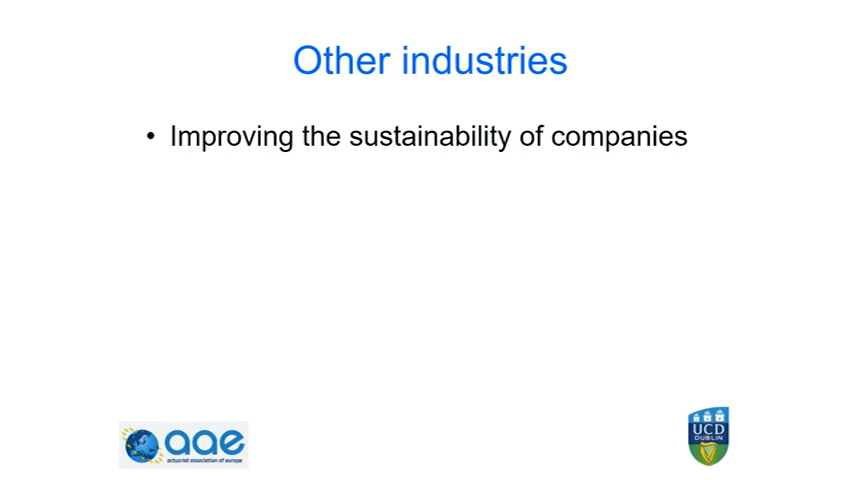 Other industries
• Improving the sustainability of companies
aae
actuarial association of europe
UCD
DUBLIN